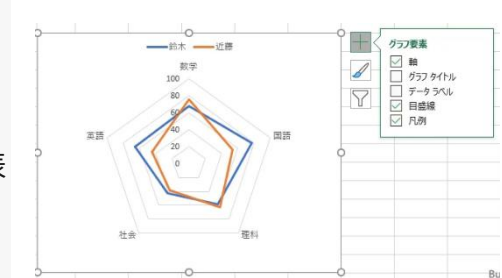 鈴木 近藤
数学
100
80
60
40
20
0
英語
国語
社会
理科
グラフ要素
軸
グラフ タイトル
データ ラベル
目盛線
凡例
表
Bu